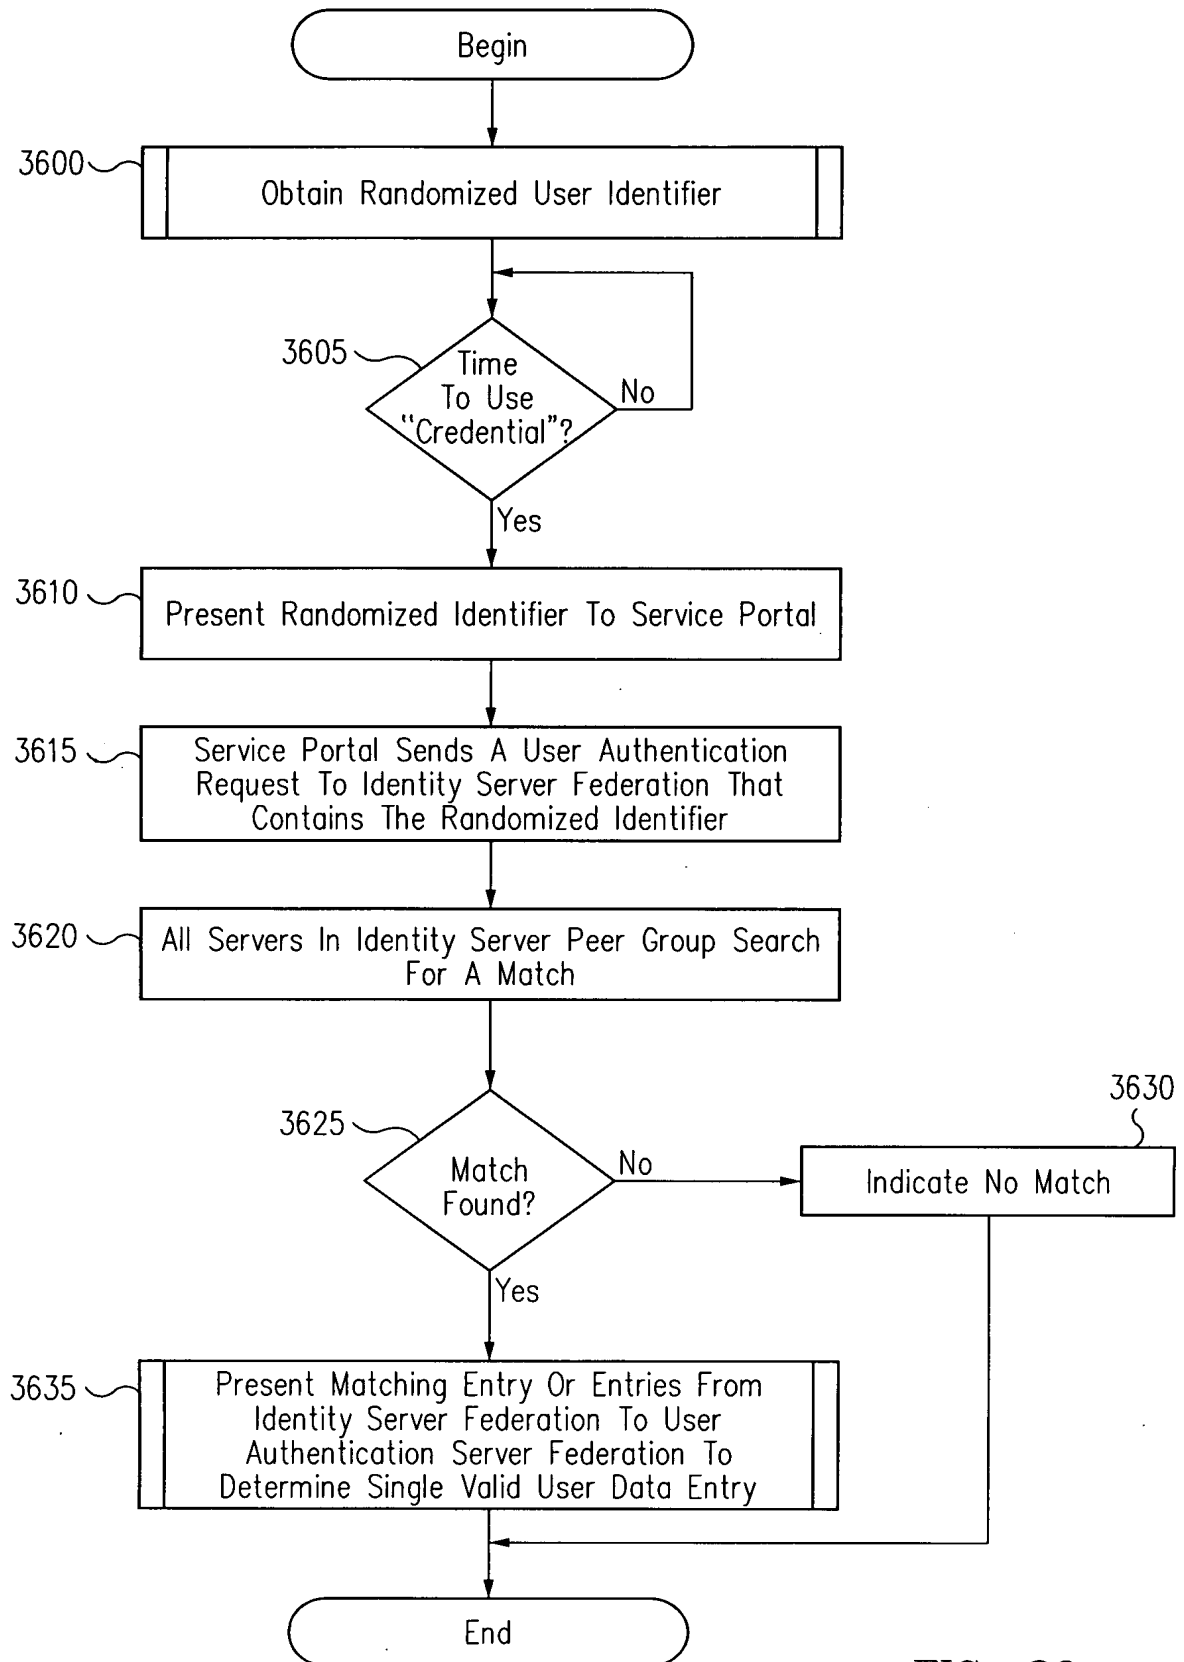 Begin
3600
Obtain Randomized User Identifier
3605
Time
To Use
"Credential"?
No
Yes
3610
Present Randomized Identifier To Service Portal
3615
Service Portal Sends A User Authentication
Request To Identity Server Federation That
Contains The Randomized Identifier
3620
All Servers In Identity Server Peer Group Search
For A Match
3625
Match
Found?
No
3630
Indicate No Match
Yes
3635
Present Matching Entry Or Entries From
Identity Server Federation To User
Authentication Server Federation To
Determine Single Valid User Data Entry
End